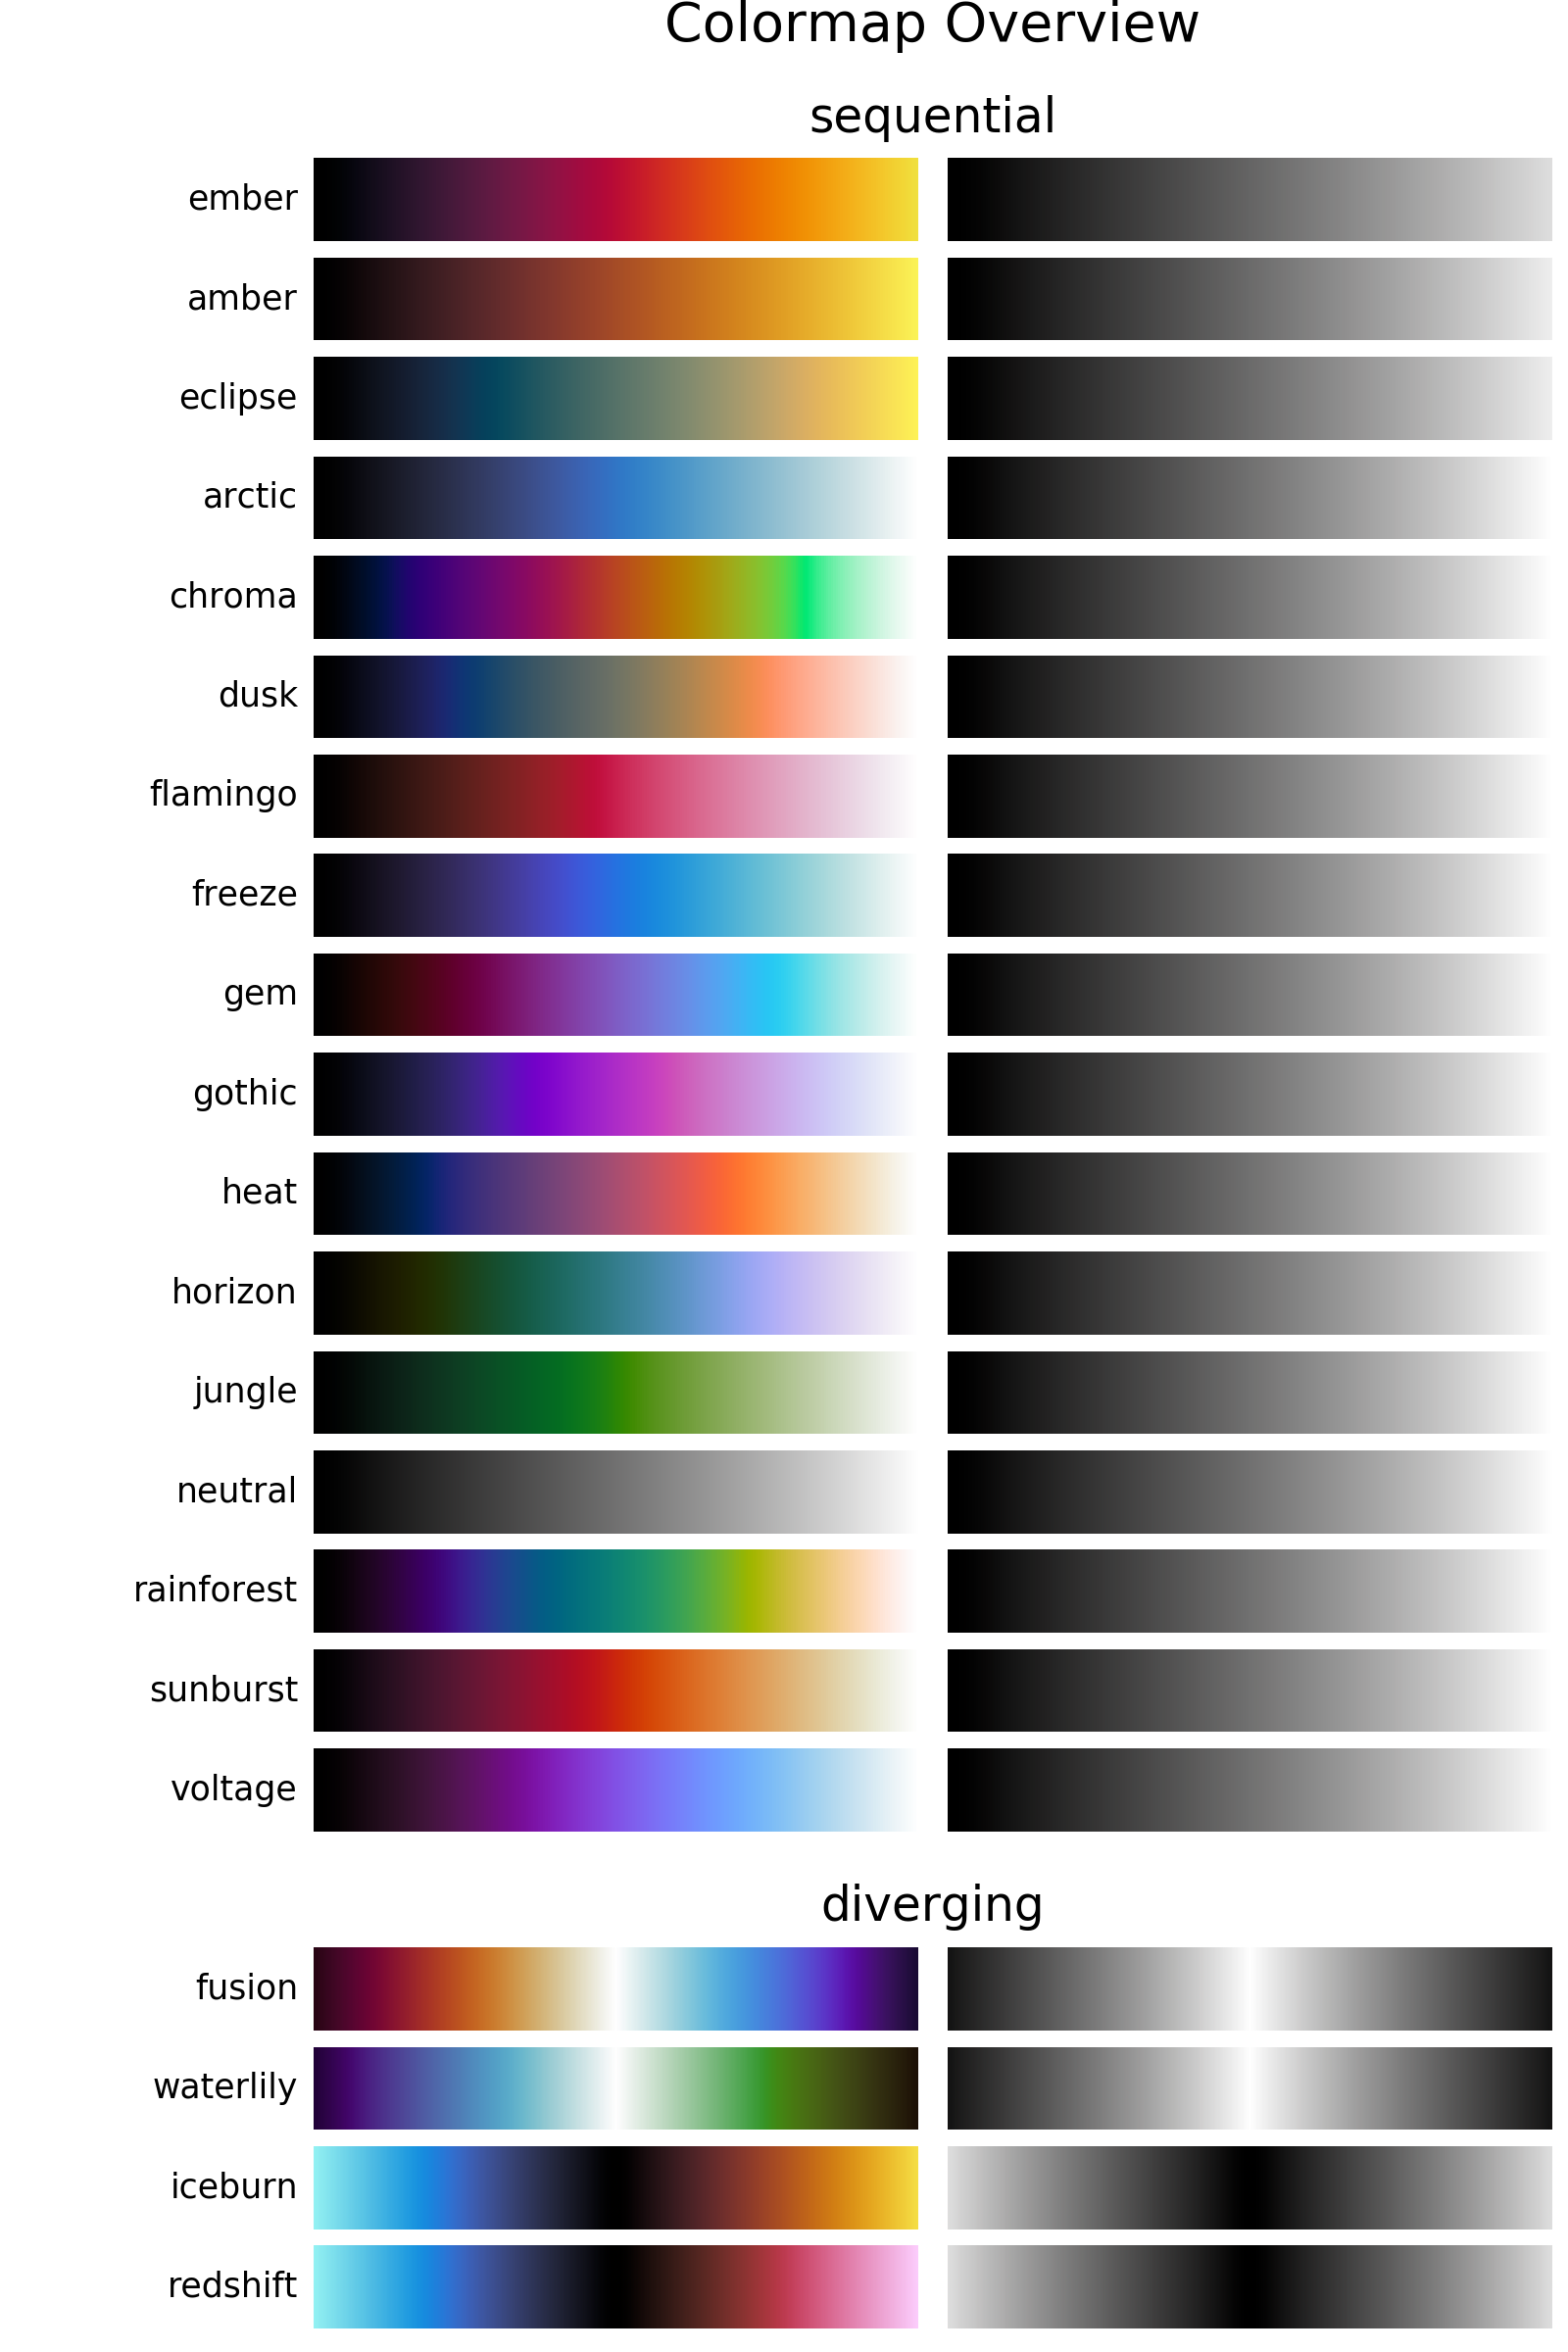 Colormap Overview
sequential
ember
amber
eclipse
arctic
chroma
dusk
flamingo
freeze
gem
gothic
heat
horizon
jungle
neutral
rainforest
sunburst
voltage
diverging
fusion
waterlily
iceburn
redshift